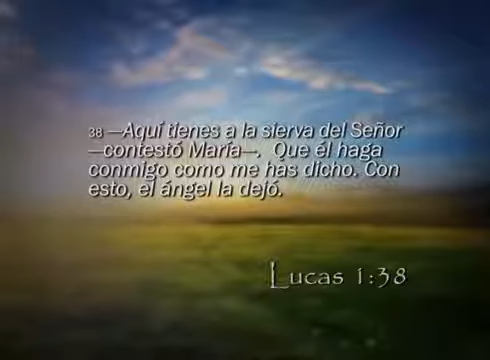 38 —Aquí tienes a la sierva del Señor
—contestó María—.  Que él haga
conmigo como me has dicho. Con
esto, el ángel la dejó.
Lucas 1:38